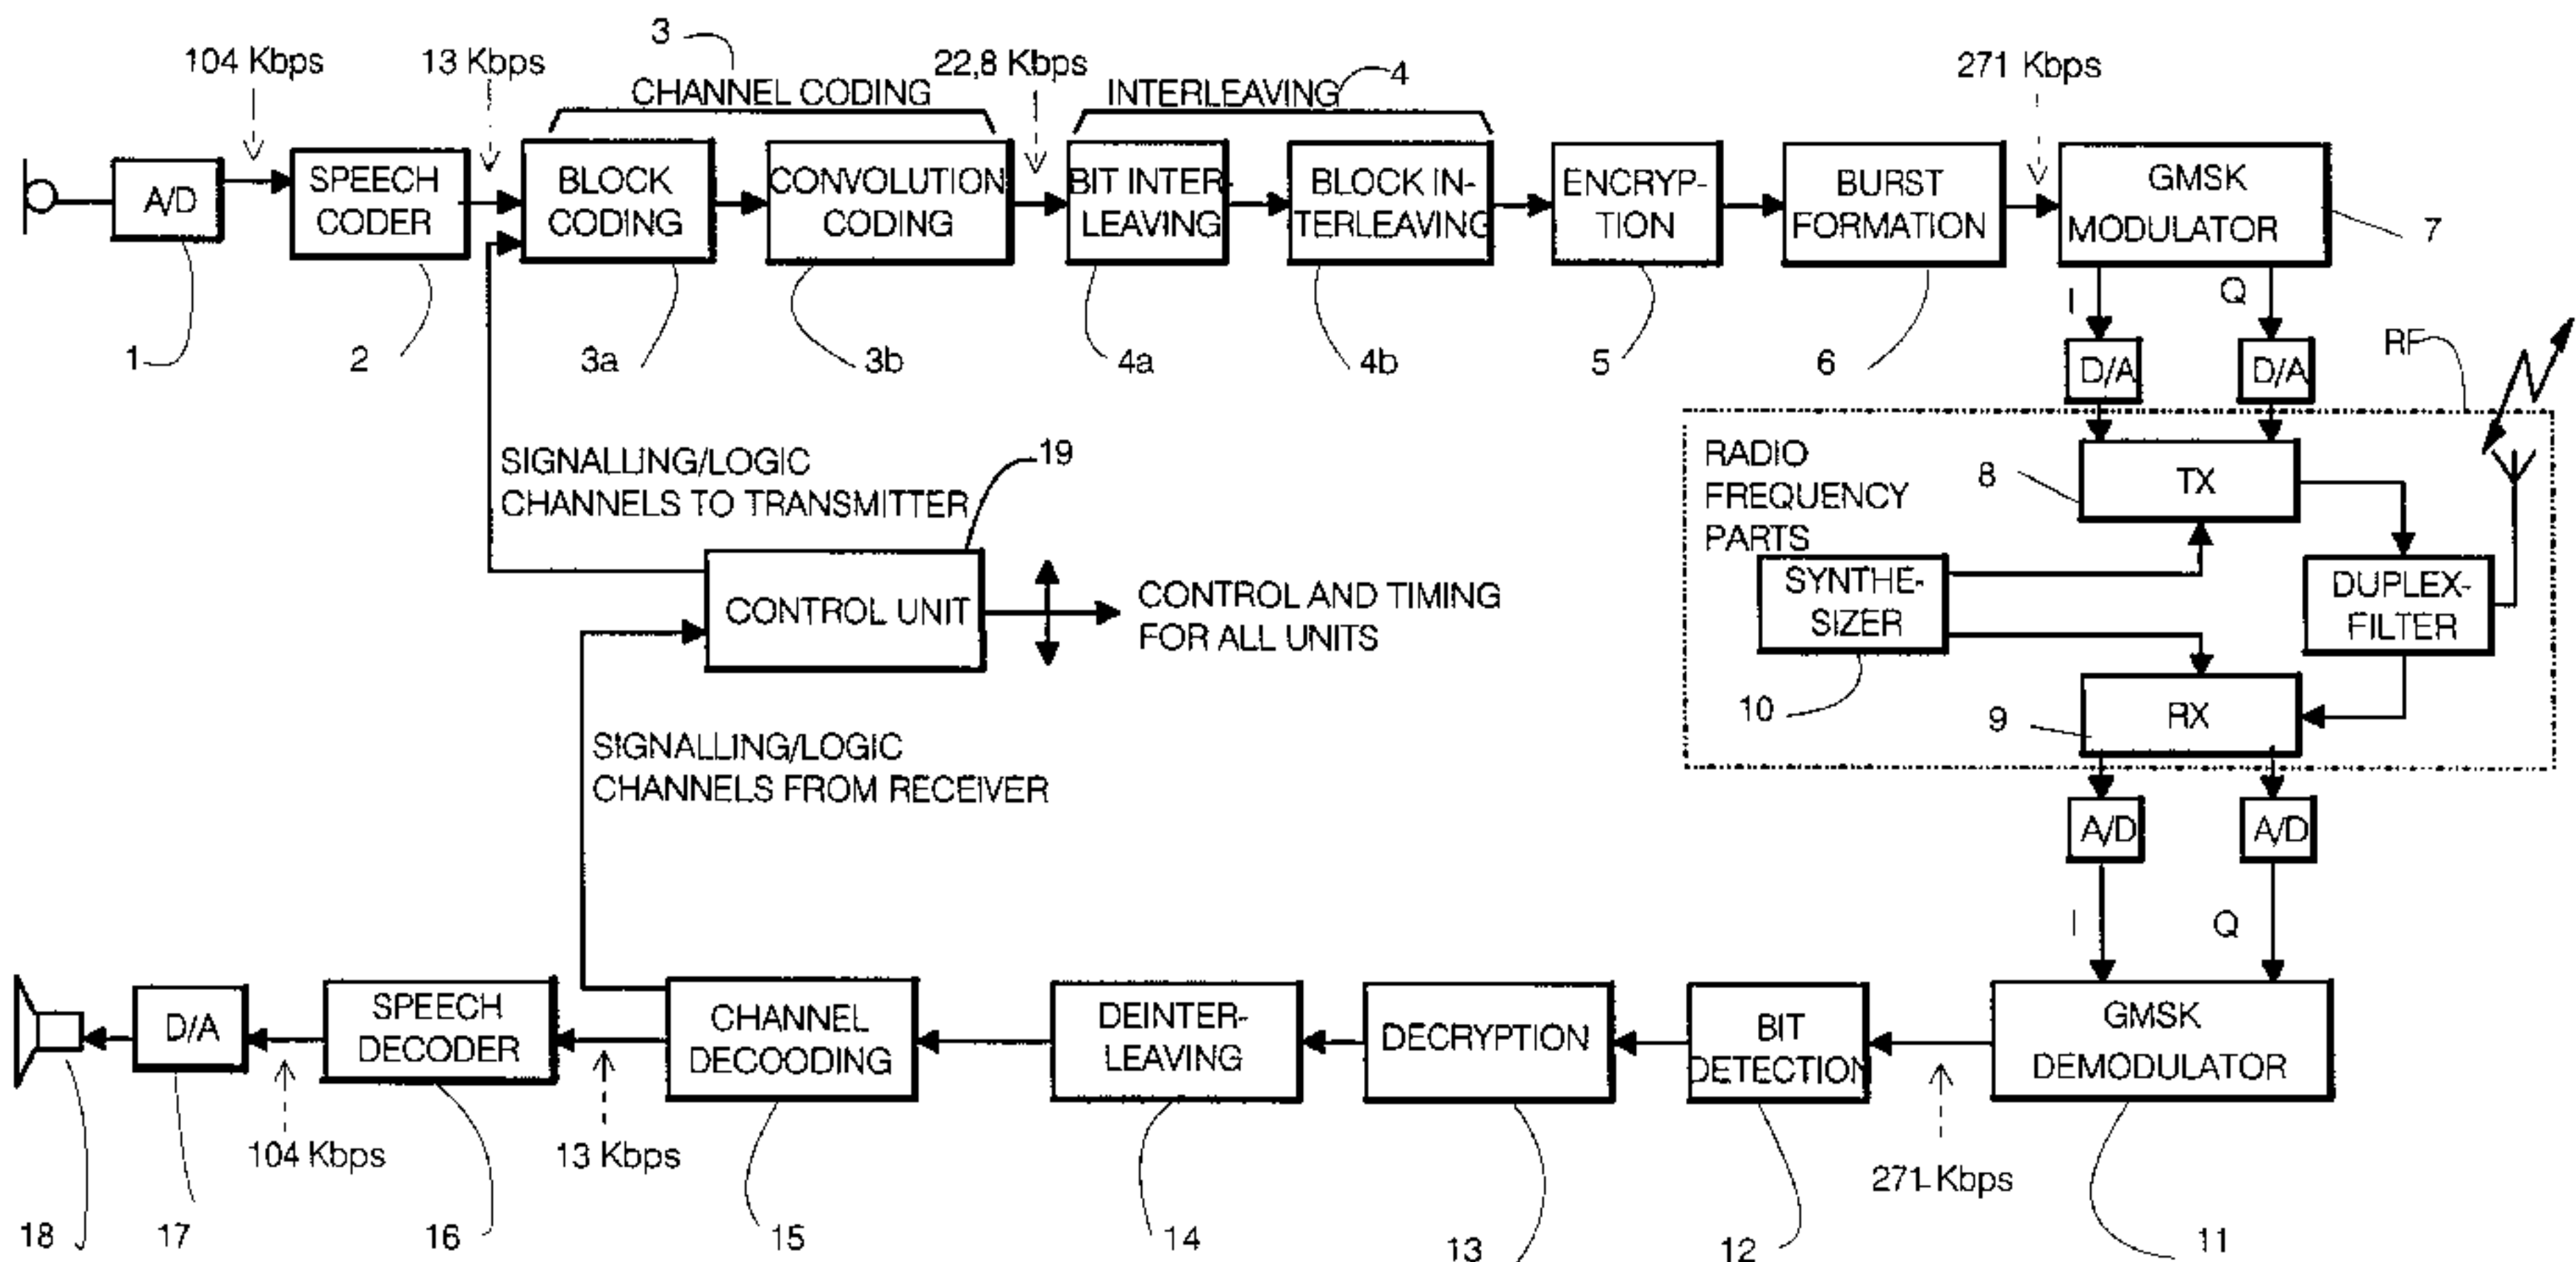 3
104 Kbps
13 Kbps
22,8 Kbps
4
271 Kbps
CHANNEL CODING
INTERLEAVING
A/D
SPEECH
CODER
BLOCK
CODING
CONVOLUTION
CODING
BIT INTER-
LEAVING
BLOCK IN-
TERLEAVING
ENCRYP-
TION
BURST
FORMATION
GMSK
MODULATOR
7
I
Q
1
2
3a
3b
4a
4b
5
6
D/A
D/A
RF
SIGNALLING/LOGIC
CHANNELS TO TRANSMITTER
19
RADIO
FREQUENCY
PARTS
8
TX
CONTROL UNIT
CONTROL AND TIMING
FOR ALL UNITS
SYNTHE-
SIZER
DUPLEX-
FILTER
10
9
RX
SIGNALLING/LOGIC
CHANNELS FROM RECEIVER
A/D
A/D
I
Q
D/A
SPEECH
DECODER
CHANNEL
DECOODING
DEINTER-
LEAVING
DECRYPTION
BIT
DETECTION
GMSK
DEMODULATOR
104 Kbps
13 Kbps
271 Kbps
18
17
16
15
14
13
12
11